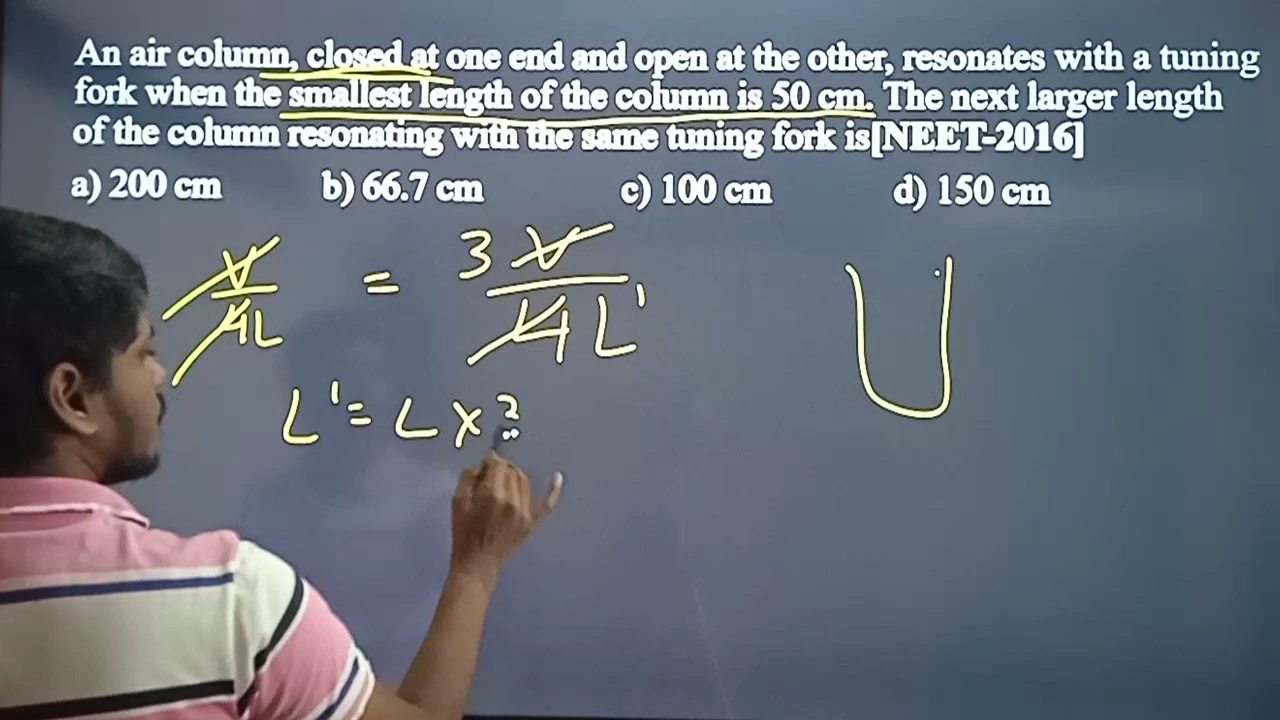 An air column, closed at one end and open at the other, resonates with a tuning
fork when the smallest length of the column is 50 cm. The next larger length
of the column resonating with the same tuning fork is[NEET-2016]
a) 200 cm b) 66.7 cm c) 100 cm d) 150 cm
V/4L = 3V/4L'
L' = L x